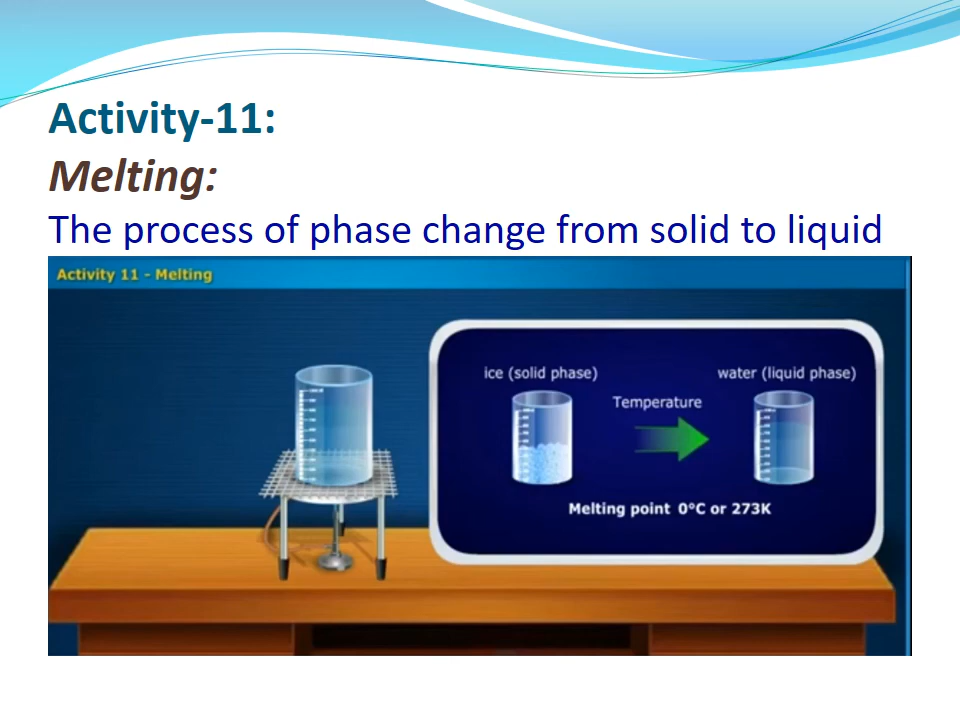 Activity-11:
Melting:
The process of phase change from solid to liquid
Activity 11 - Melting
ice (solid phase)
water (liquid phase)
Temperature
Melting point 0°C or 273K